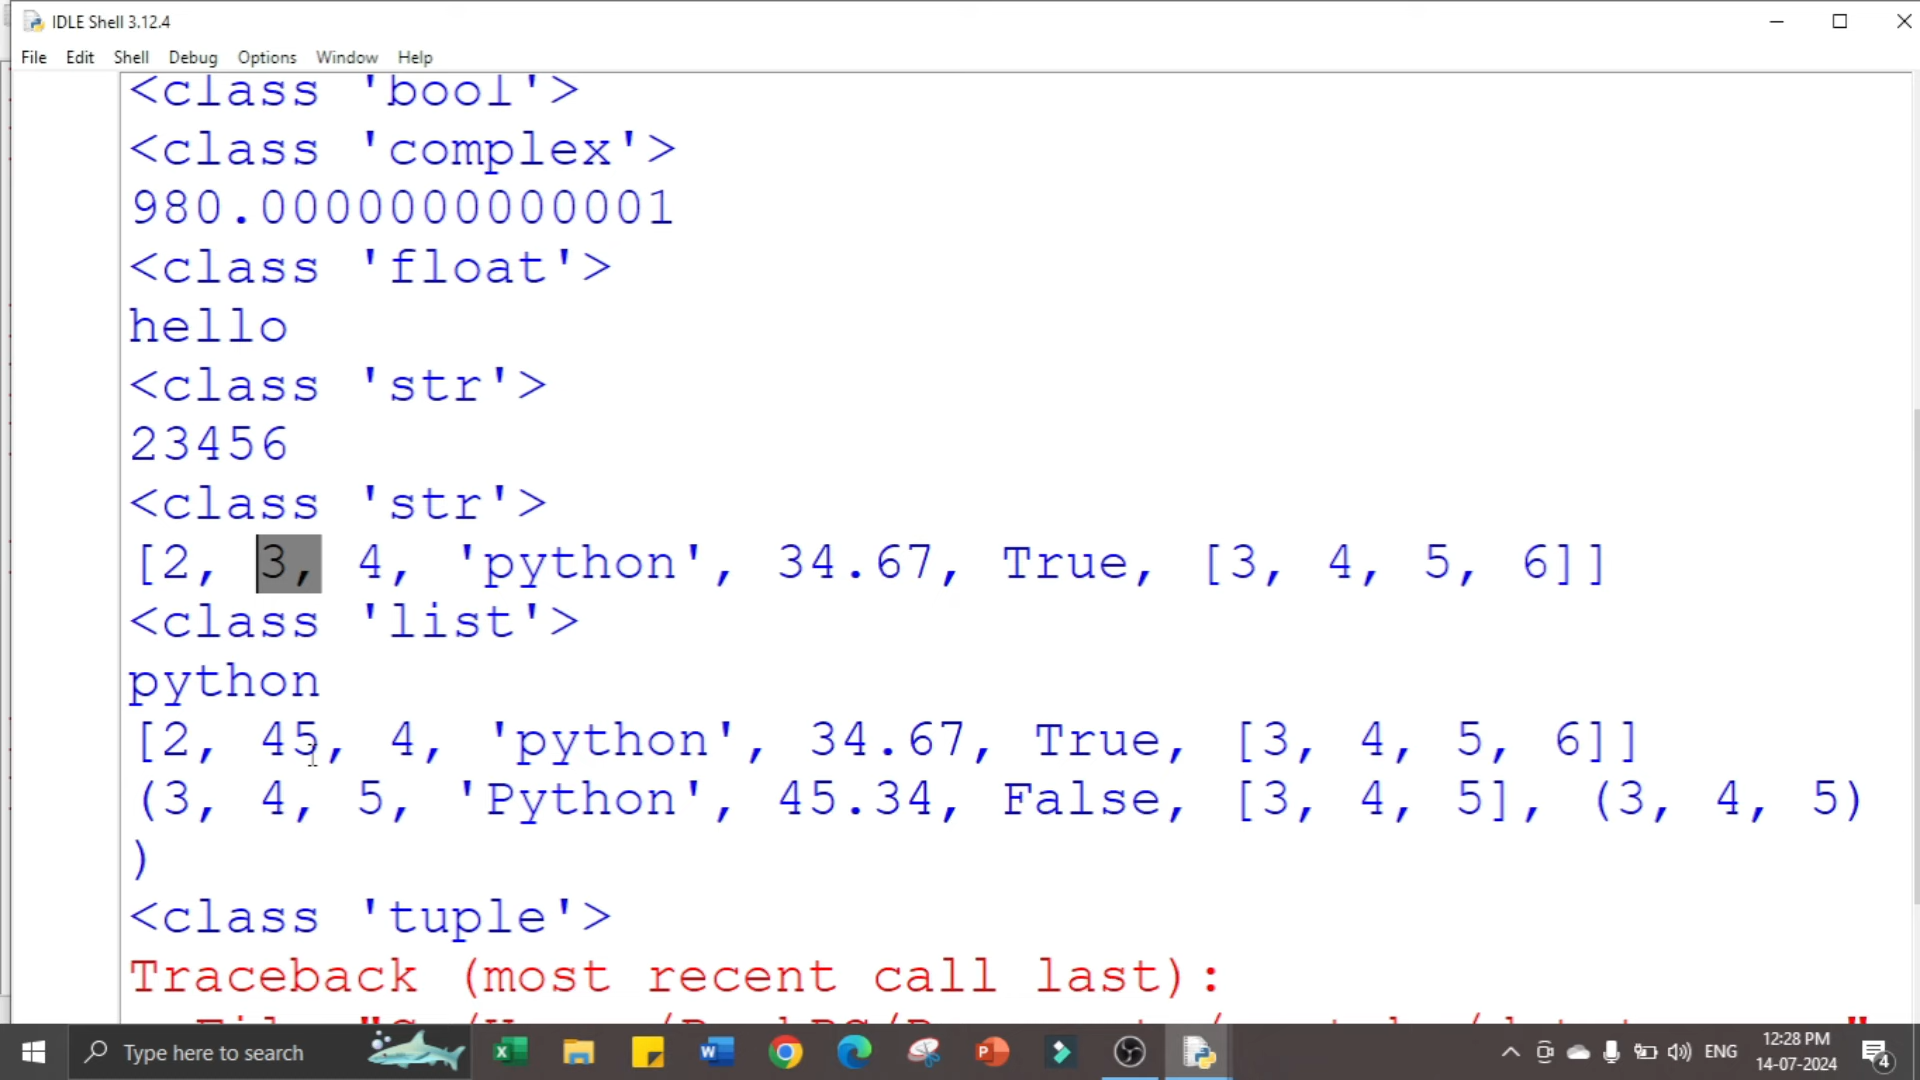 IDLE Shell 3.12.4
File Edit Shell Debug Options Window Help
<class 'bool'>
<class 'complex'>
980.0000000000001
<class 'float'>
hello
<class 'str'>
23456
<class 'str'>
[2, 3, 4, 'python', 34.67, True, [3, 4, 5, 6]]
<class 'list'>
python
[2, 45, 4, 'python', 34.67, True, [3, 4, 5, 6]]
(3, 4, 5, 'Python', 45.34, False, [3, 4, 5], (3, 4, 5)
)
<class 'tuple'>
Traceback (most recent call last):
Type here to search
ENG
12:28 PM
14-07-2024
4